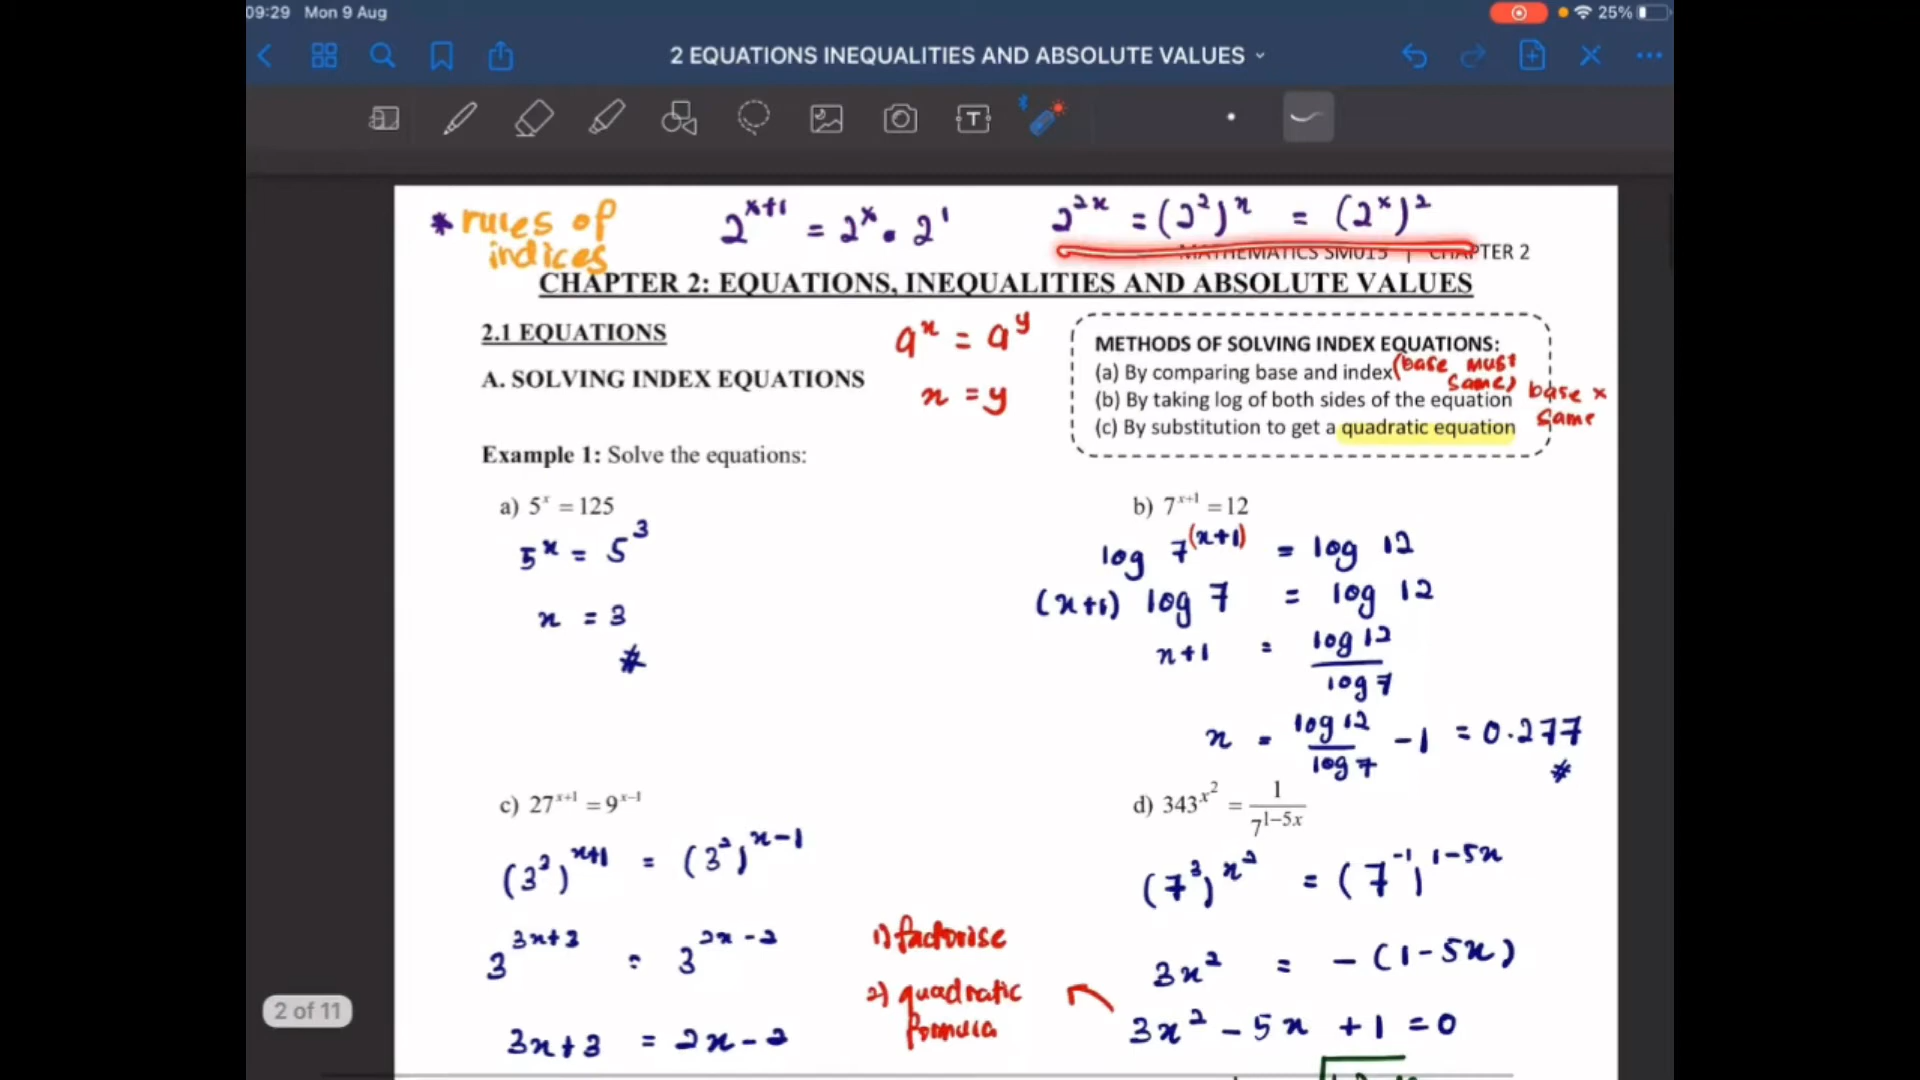 09:29 Mon 9 Aug
25%
2 EQUATIONS INEQUALITIES AND ABSOLUTE VALUES
* rules of indices
2^{x+1} = 2^x . 2^1
2^{2x} = (2^2)^x = (2^x)^2
MATHEMATICS SM015 | CHAPTER 2
CHAPTER 2: EQUATIONS, INEQUALITIES AND ABSOLUTE VALUES
2.1 EQUATIONS
a^x = a^y
x = y
A. SOLVING INDEX EQUATIONS
METHODS OF SOLVING INDEX EQUATIONS:
(a) By comparing base and index (base must same)
(b) By taking log of both sides of the equation base × same
(c) By substitution to get a quadratic equation
Example 1: Solve the equations:
a) 5^x = 125
5^x = 5^3
x = 3
#
b) 7^{x+1} = 12
log 7^{(x+1)} = log 12
(x+1) log 7 = log 12
x+1 = log 12 / log 7
x = log 12 / log 7 - 1 = 0.277
#
c) 27^{x+1} = 9^{x-1}
(3^3)^{x+1} = (3^2)^{x-1}
3^{3x+3} = 3^{2x-2}
3x+3 = 2x-2
1) factorise
2) quadratic formula
d) 343^{x^2} = 1 / 7^{1-5x}
(7^3)^{x^2} = (7^{-1})^{1-5x}
3x^2 = -(1-5x)
3x^2 - 5x + 1 = 0
2 of 11